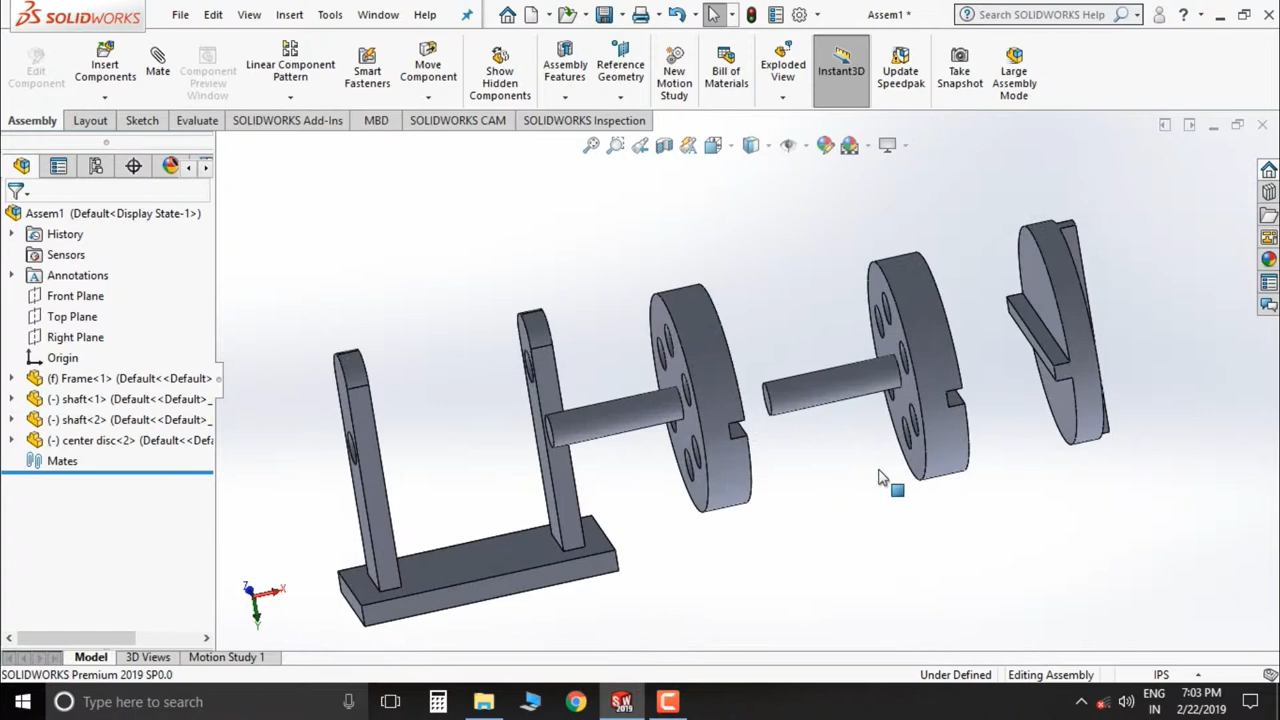 SOLIDWORKS File Edit View Insert Tools Window Help Assem1 * Search SOLIDWORKS Help ?
Edit Component
Insert Components
Mate
Component Preview Window
Linear Component Pattern
Smart Fasteners
Move Component
Show Hidden Components
Assembly Features
Reference Geometry
New Motion Study
Bill of Materials
Exploded View
Instant3D
Update Speedpak
Take Snapshot
Large Assembly Mode
Assembly Layout Sketch Evaluate SOLIDWORKS Add-Ins MBD SOLIDWORKS CAM SOLIDWORKS Inspection
Assem1 (Default<Display State-1>)
History
Sensors
Annotations
Front Plane
Top Plane
Right Plane
Origin
(f) Frame<1> (Default<<Default>
(-) shaft<1> (Default<<Default>_
(-) shaft<2> (Default<<Default>_
(-) center disc<2> (Default<<Defa
Mates
Z X
Y
Model 3D Views Motion Study 1
SOLIDWORKS Premium 2019 SP0.0 Under Defined Editing Assembly IPS
Type here to search SW 2019 ENG IN 7:03 PM 2/22/2019